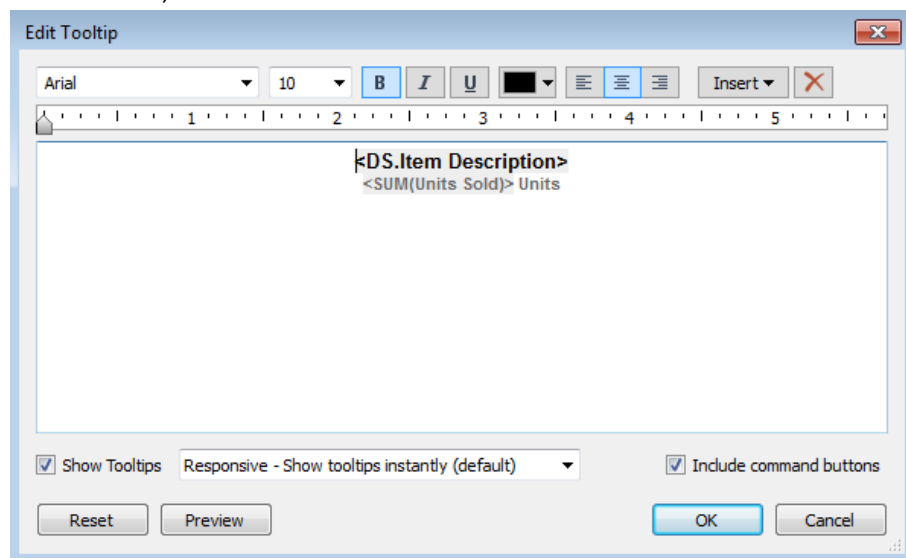 Edit Tooltip
Arial 10 B I U Insert
1 2 3 4 5
<DS.Item Description>
<SUM(Units Sold)> Units
Show Tooltips Responsive - Show tooltips instantly (default) Include command buttons
Reset Preview OK Cancel